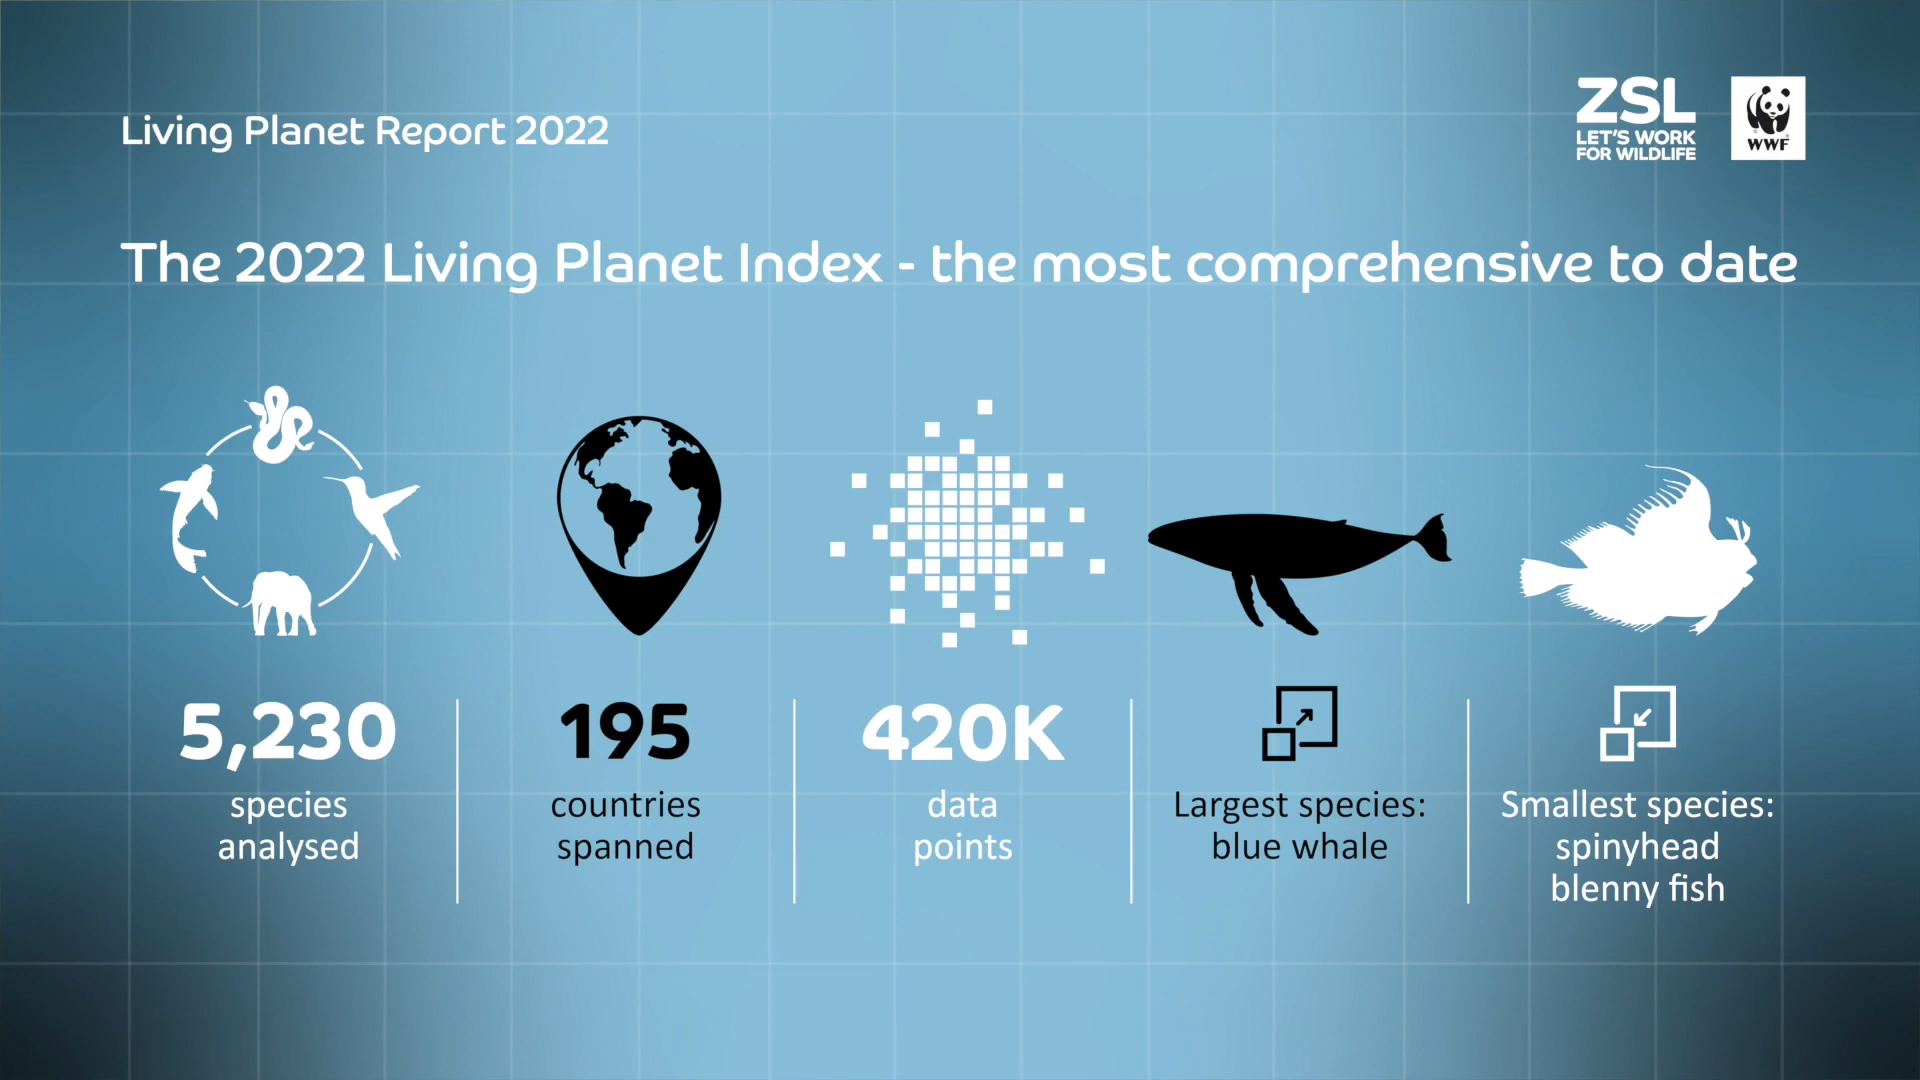 Living Planet Report 2022
ZSL
LET'S WORK
FOR WILDLIFE
WWF
The 2022 Living Planet Index - the most comprehensive to date
5,230
species
analysed
195
countries
spanned
420K
data
points
Largest species:
blue whale
Smallest species:
spinyhead
blenny fish